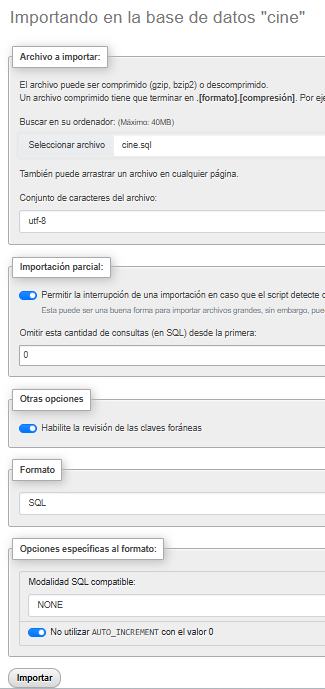 Importando en la base de datos "cine"
Archivo a importar:
El archivo puede ser comprimido (gzip, bzip2) o descomprimido.
Un archivo comprimido tiene que terminar en .[formato].[compresión]. Por eje
Buscar en su ordenador: (Máximo: 40MB)
Seleccionar archivo cine.sql
También puede arrastrar un archivo en cualquier página.
Conjunto de caracteres del archivo:
utf-8
Importación parcial:
Permitir la interrupción de una importación en caso que el script detecte
Esta puede ser una buena forma para importar archivos grandes, sin embargo, pue
Omitir esta cantidad de consultas (en SQL) desde la primera:
0
Otras opciones
Habilite la revisión de las claves foráneas
Formato
SQL
Opciones específicas al formato:
Modalidad SQL compatible:
NONE
No utilizar AUTO_INCREMENT con el valor 0
Importar